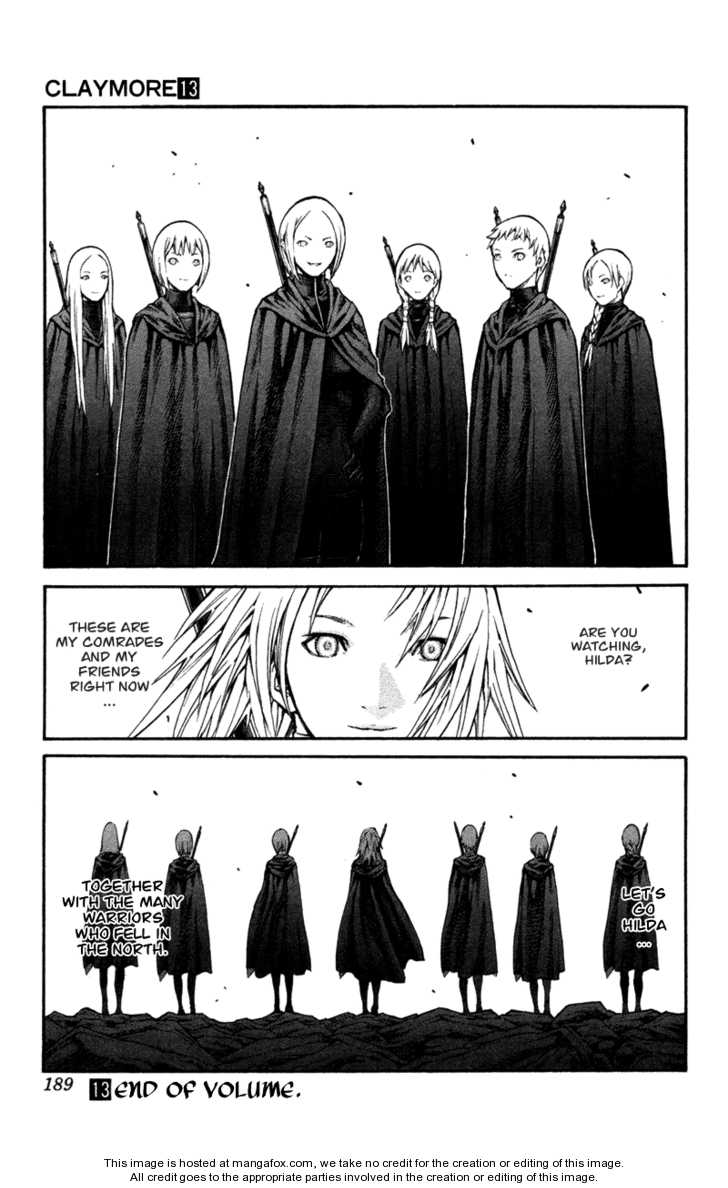 CLAYMORE 13
ARE YOU
WATCHING,
HILDA?
THESE ARE
MY COMRADES
AND MY
FRIENDS
RIGHT NOW
...
LET'S
GO
HILDA
...
TOGETHER
WITH THE MANY
WARRIORS
WHO FELL IN
THE NORTH.
189
13 END OF VOLUME.
This image is hosted at mangafox.com, we take no credit for the creation or editing of this image.
All credit goes to the appropriate parties involved in the creation or editing of this image.